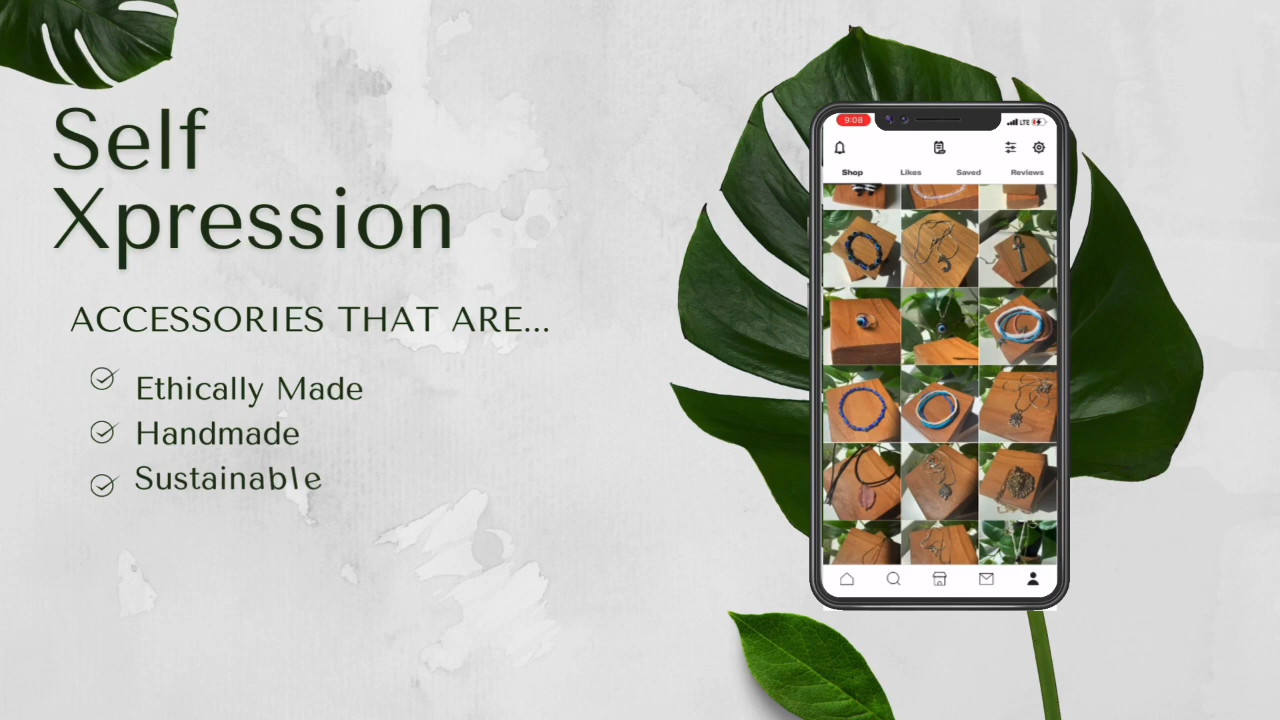 Self
Xpression
ACCESSORIES THAT ARE...
Ethically Made
Handmade
Sustainable
9:08
LTE
Shop Likes Saved Reviews